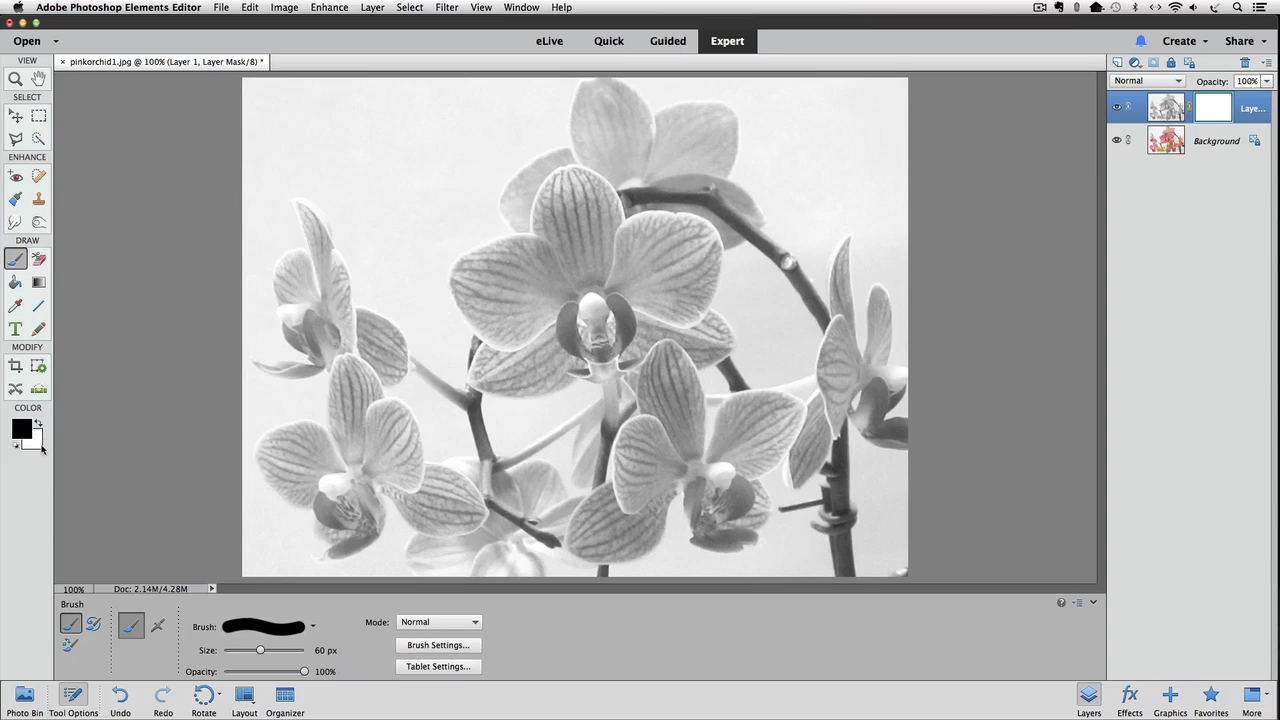 Adobe Photoshop Elements Editor File Edit Image Enhance Layer Select Filter View Window Help
Open eLive Quick Guided Expert Create Share
VIEW
pinkorchid1.jpg @ 100% (Layer 1, Layer Mask/8) *
Normal Opacity: 100%
SELECT
Laye...
Background
ENHANCE
DRAW
T
MODIFY
COLOR
100% Doc: 2.14M/4.28M
Brush
Brush: Mode: Normal
Size: 60 px Brush Settings...
Opacity: 100% Tablet Settings...
Photo Bin Tool Options Undo Redo Rotate Layout Organizer Layers Effects Graphics Favorites More